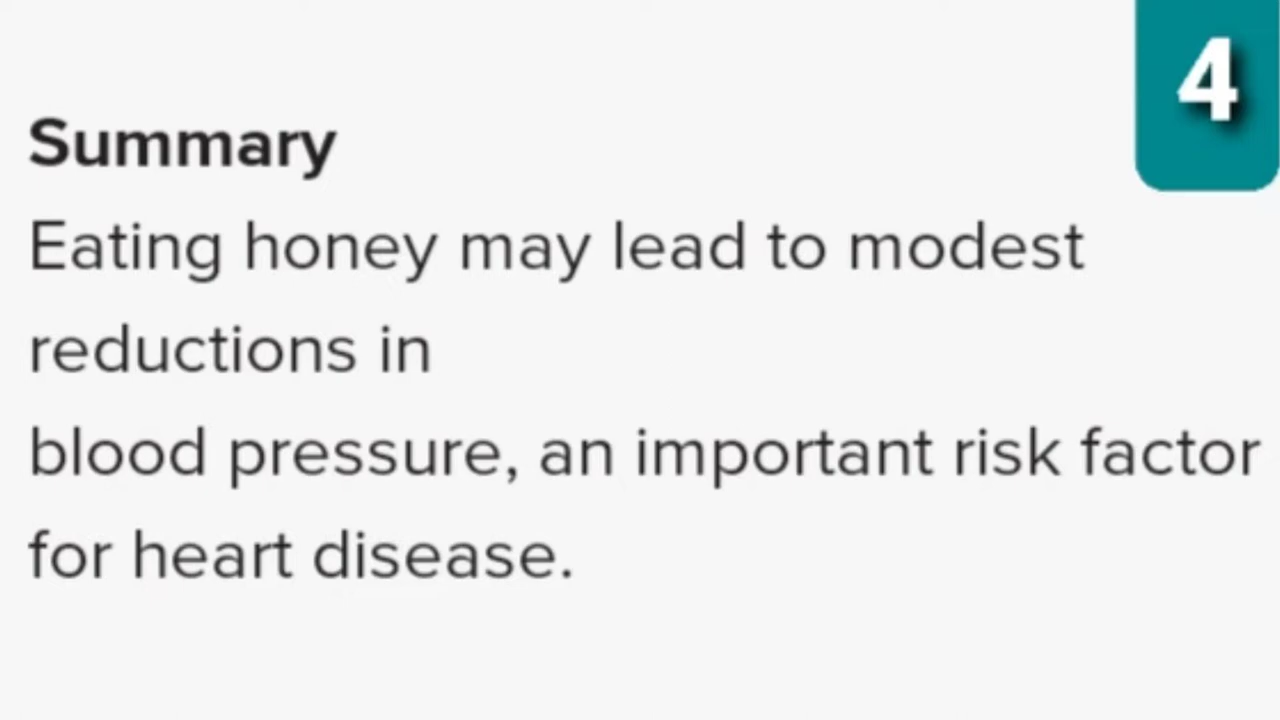 4
Summary
Eating honey may lead to modest
reductions in
blood pressure, an important risk factor
for heart disease.